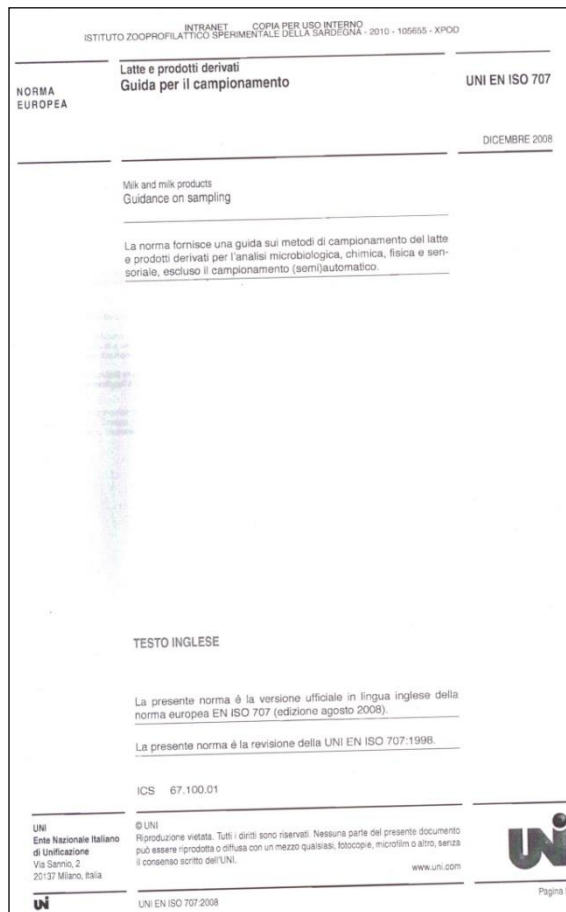 INTRANET COPIA PER USO INTERNO
ISTITUTO ZOOPROFILATTICO SPERIMENTALE DELLA SARDEGNA - 2010 - 105655 - XPOD
NORMA
EUROPEA
Latte e prodotti derivati
Guida per il campionamento
UNI EN ISO 707
DICEMBRE 2008
Milk and milk products
Guidance on sampling
La norma fornisce una guida sui metodi di campionamento del latte
e prodotti derivati per l'analisi microbiologica, chimica, fisica e sen-
soriale, escluso il campionamento (semi)automatico.
TESTO INGLESE
La presente norma è la versione ufficiale in lingua inglese della
norma europea EN ISO 707 (edizione agosto 2008).
La presente norma è la revisione della UNI EN ISO 707:1998.
ICS 67.100.01
UNI
Ente Nazionale Italiano
di Unificazione
Via Sannio, 2
20137 Milano, Italia
© UNI
Riproduzione vietata. Tutti i diritti sono riservati. Nessuna parte del presente documento
può essere riprodotta o diffusa con un mezzo qualsiasi, fotocopie, microfilm o altro, senza
il consenso scritto dell'UNI.
www.uni.com
UNI
UNI
UNI EN ISO 707:2008
Pagina